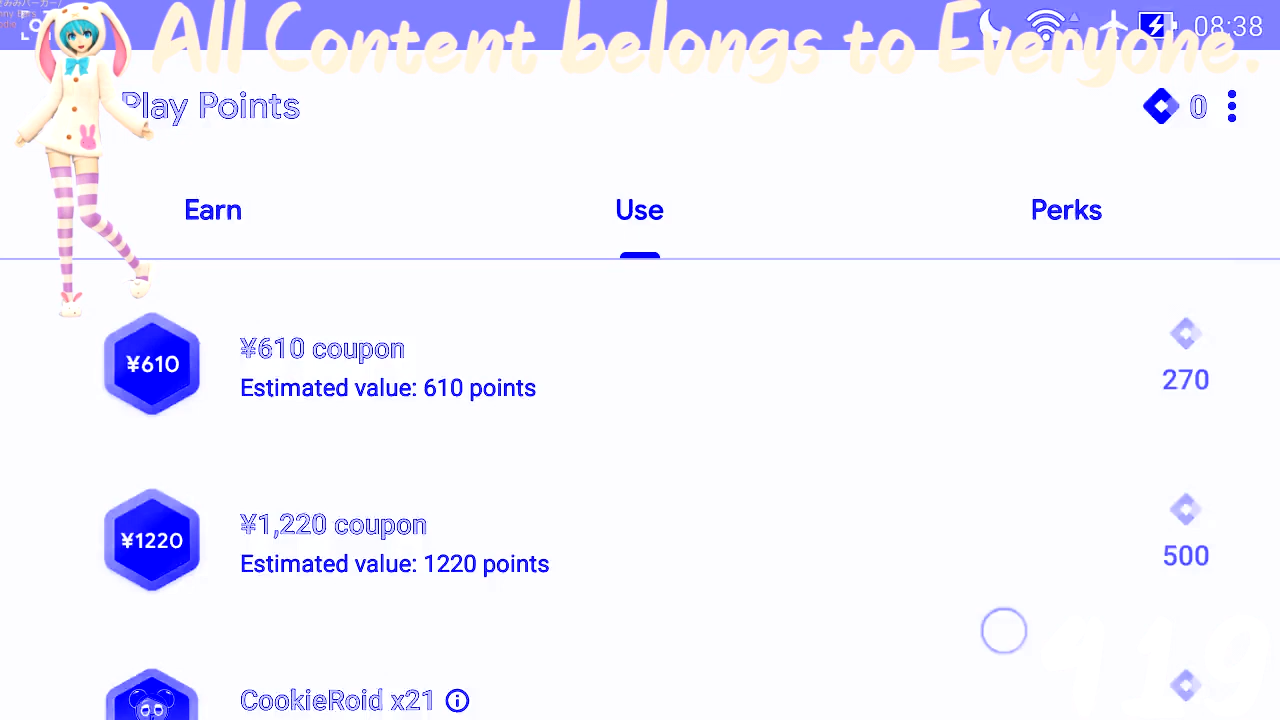 All Content belongs to Everyone.
08:38
Play Points
0
Earn
Use
Perks
¥610
¥610 coupon
Estimated value: 610 points
270
¥1220
¥1,220 coupon
Estimated value: 1220 points
500
919
CookieRoid x21